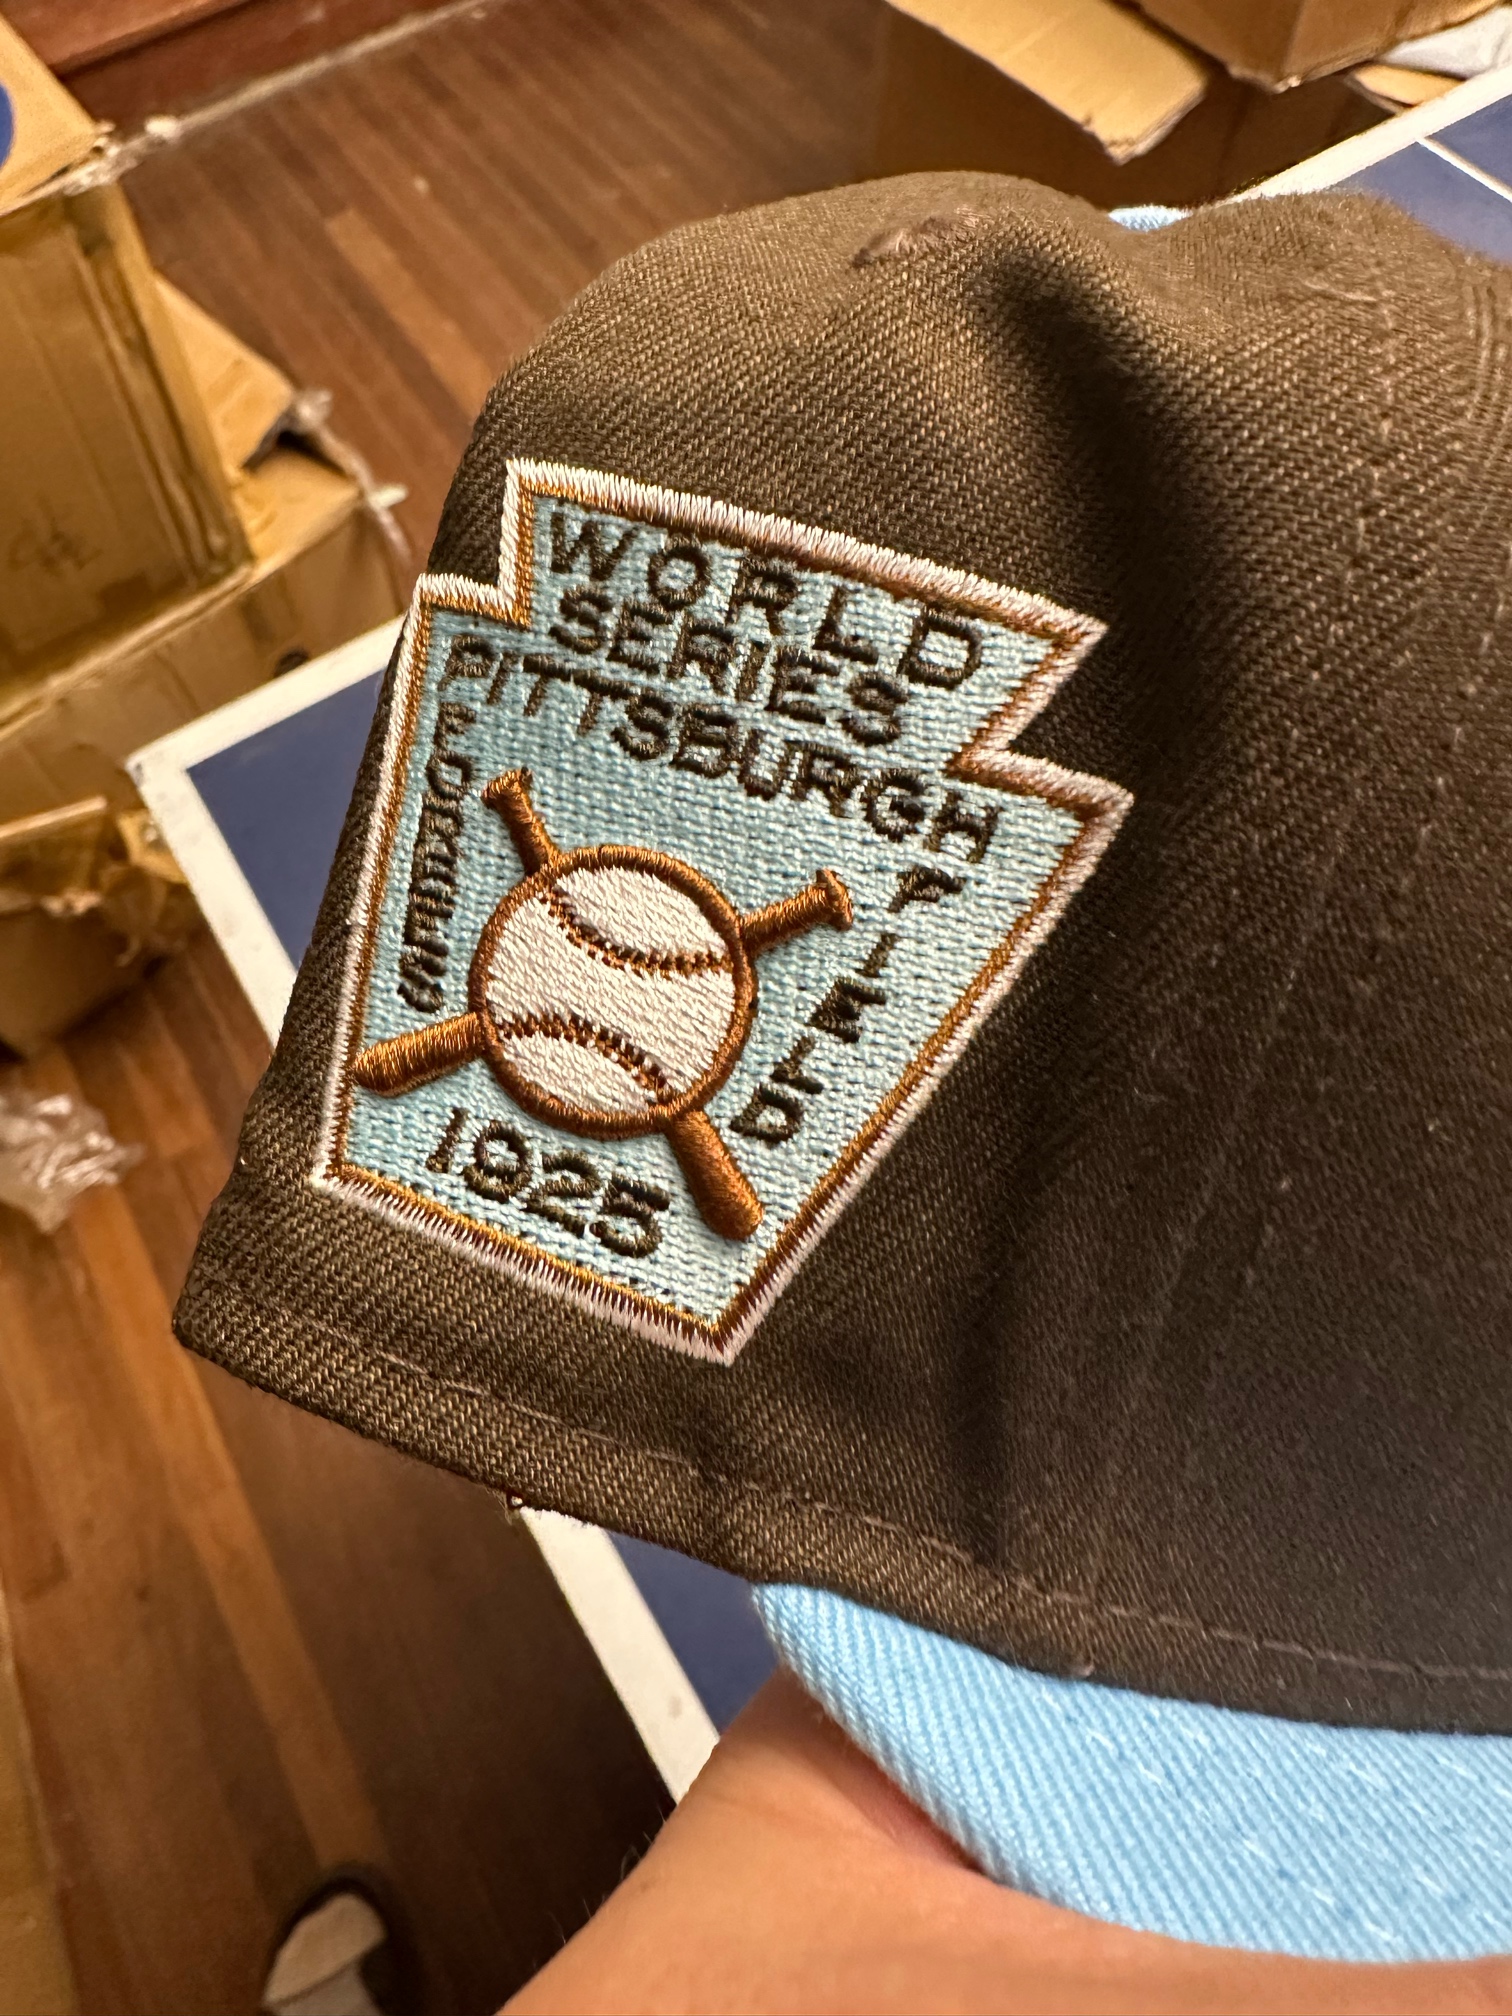 WORLD
SERIES
PITTSBURGH
FORBES
FIELD
1925